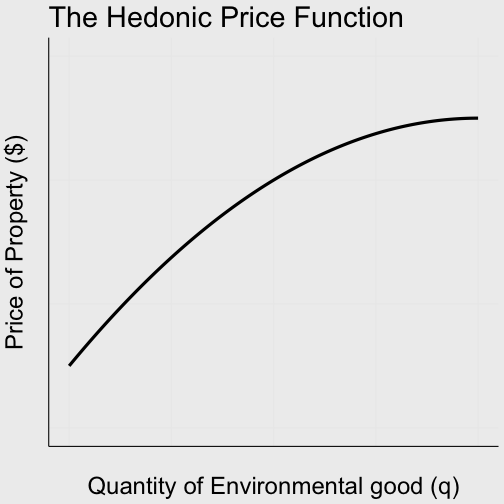 The Hedonic Price Function
Price of Property ($)
Quantity of Environmental good (q)